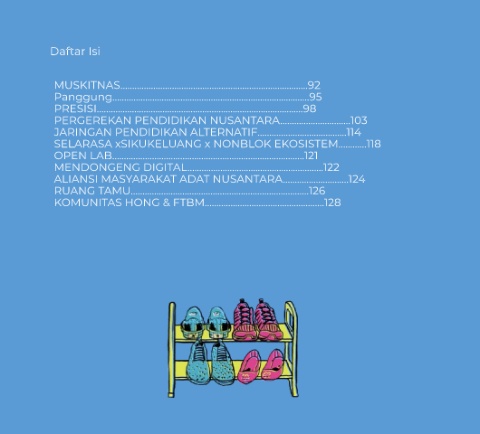 Daftar Isi
MUSKITNAS...............................................................92
Panggung..................................................................95
PRESISI.....................................................................98
PERGEREKAN PENDIDIKAN NUSANTARA........................103
JARINGAN PENDIDIKAN ALTERNATIF..............................114
SELARASA xSIKUKELUANG x NONBLOK EKOSISTEM..........118
OPEN LAB.................................................................121
MENDONGENG DIGITAL..............................................122
ALIANSI MASYARAKAT ADAT NUSANTARA.......................124
RUANG TAMU............................................................126
KOMUNITAS HONG & FTBM........................................128